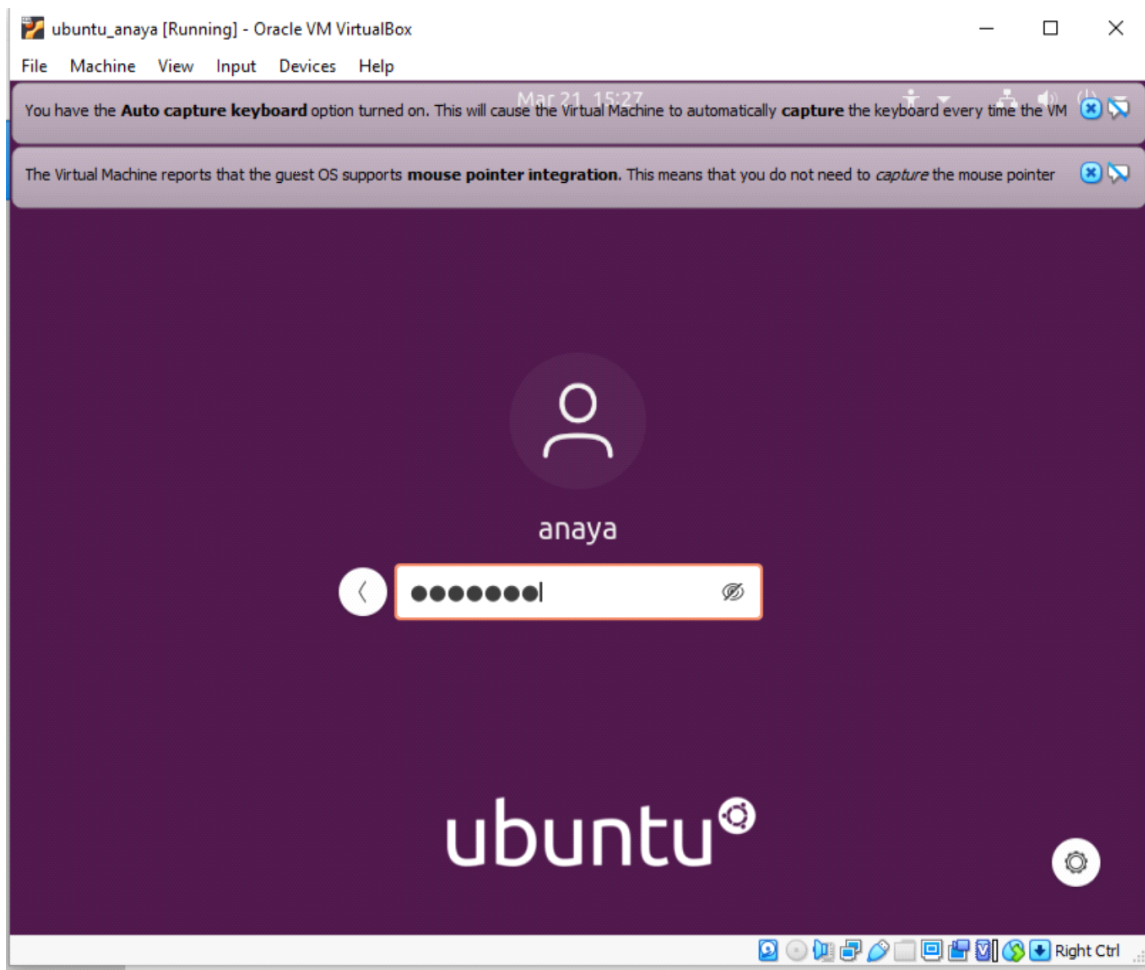 ubuntu_anaya [Running] - Oracle VM VirtualBox
File Machine View Input Devices Help
Mar 21 15:27
You have the Auto capture keyboard option turned on. This will cause the Virtual Machine to automatically capture the keyboard every time the VM
The Virtual Machine reports that the guest OS supports mouse pointer integration. This means that you do not need to capture the mouse pointer
anaya
ubuntu
Right Ctrl